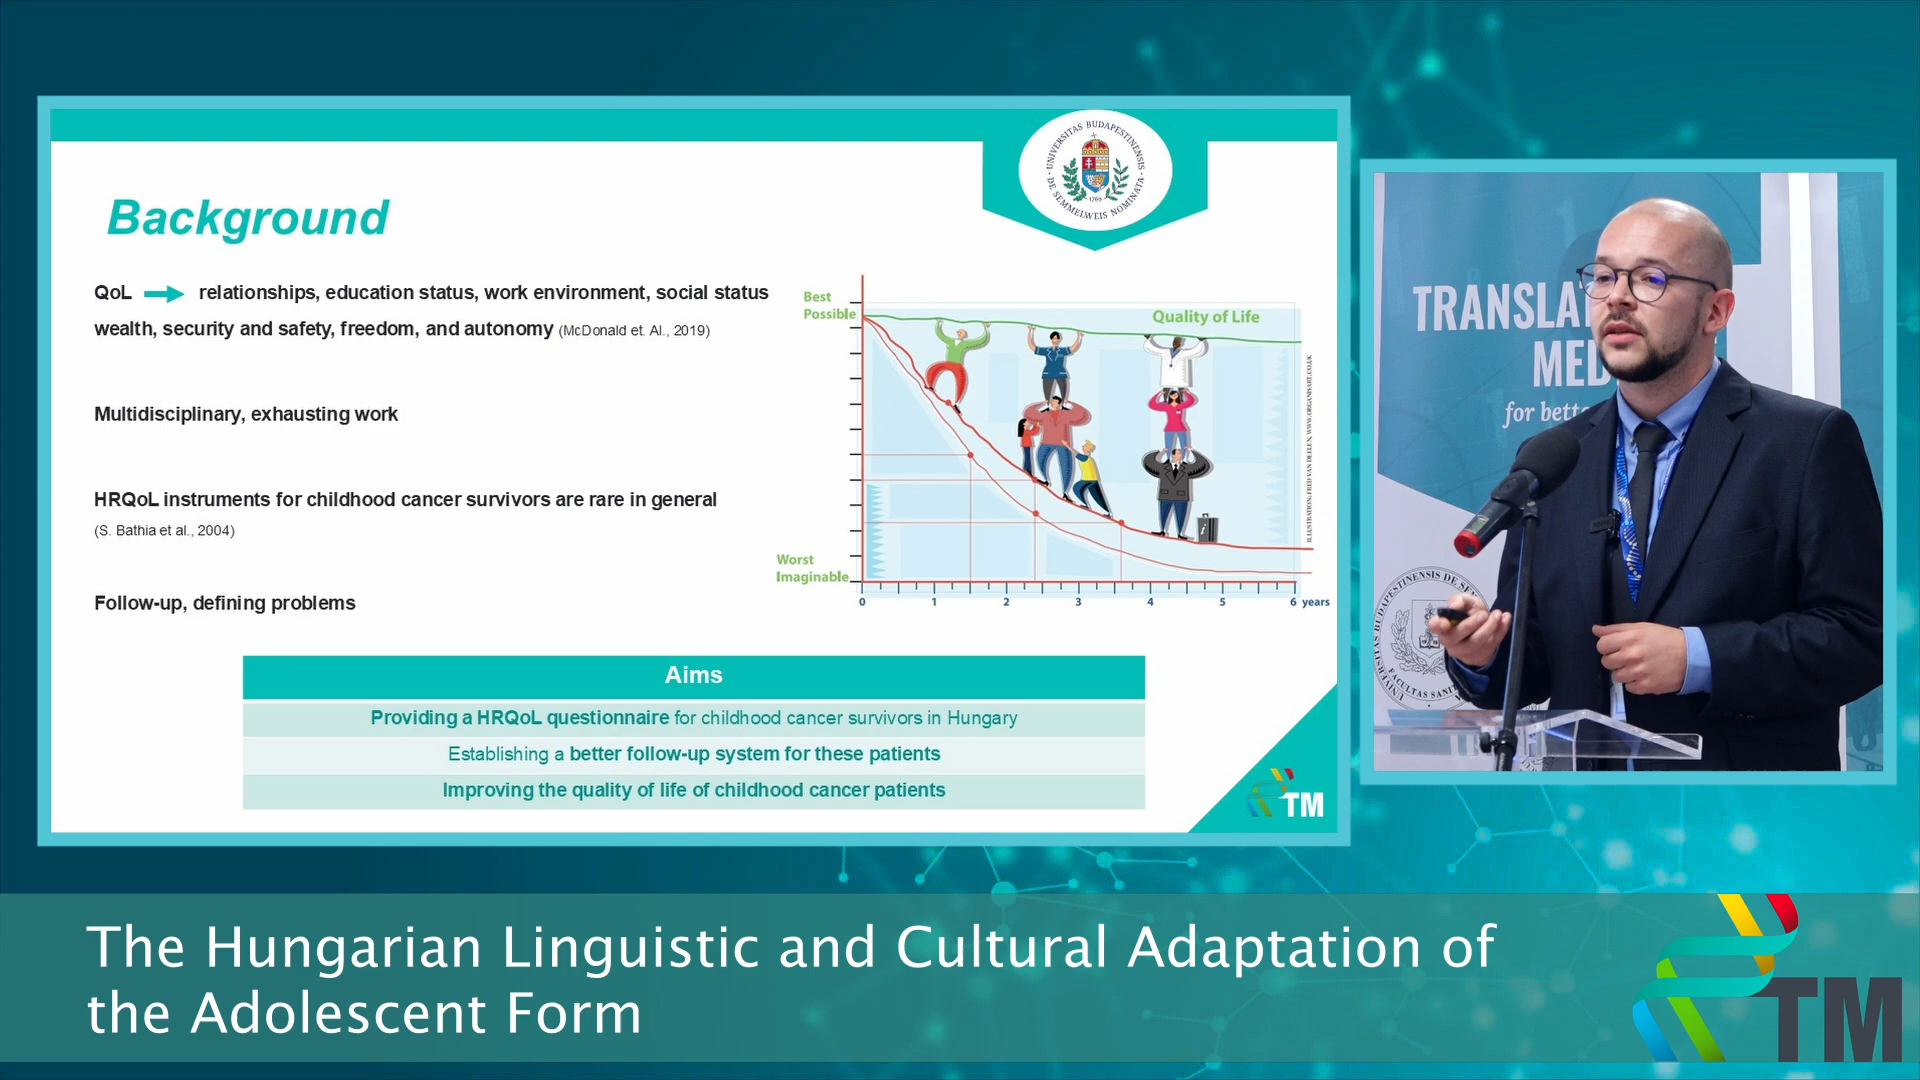 UNIVERSITAS BUDAPESTINENSIS
DE SEMMELWEIS NOMINATA
1769
Background
QoL relationships, education status, work environment, social status
wealth, security and safety, freedom, and autonomy (McDonald et. Al., 2019)
Multidisciplinary, exhausting work
HRQoL instruments for childhood cancer survivors are rare in general
(S. Bathia et al., 2004)
Follow-up, defining problems
Best
Possible
Quality of Life
ILLUSTRATION: FRED VAN DEELEN, WWW.ORGANISART.CO.UK
Worst
Imaginable
0 1 2 3 4 5 6 years
Aims
Providing a HRQoL questionnaire for childhood cancer survivors in Hungary
Establishing a better follow-up system for these patients
Improving the quality of life of childhood cancer patients
TM
TRANSLA
MED
for bette
The Hungarian Linguistic and Cultural Adaptation of
the Adolescent Form
TM